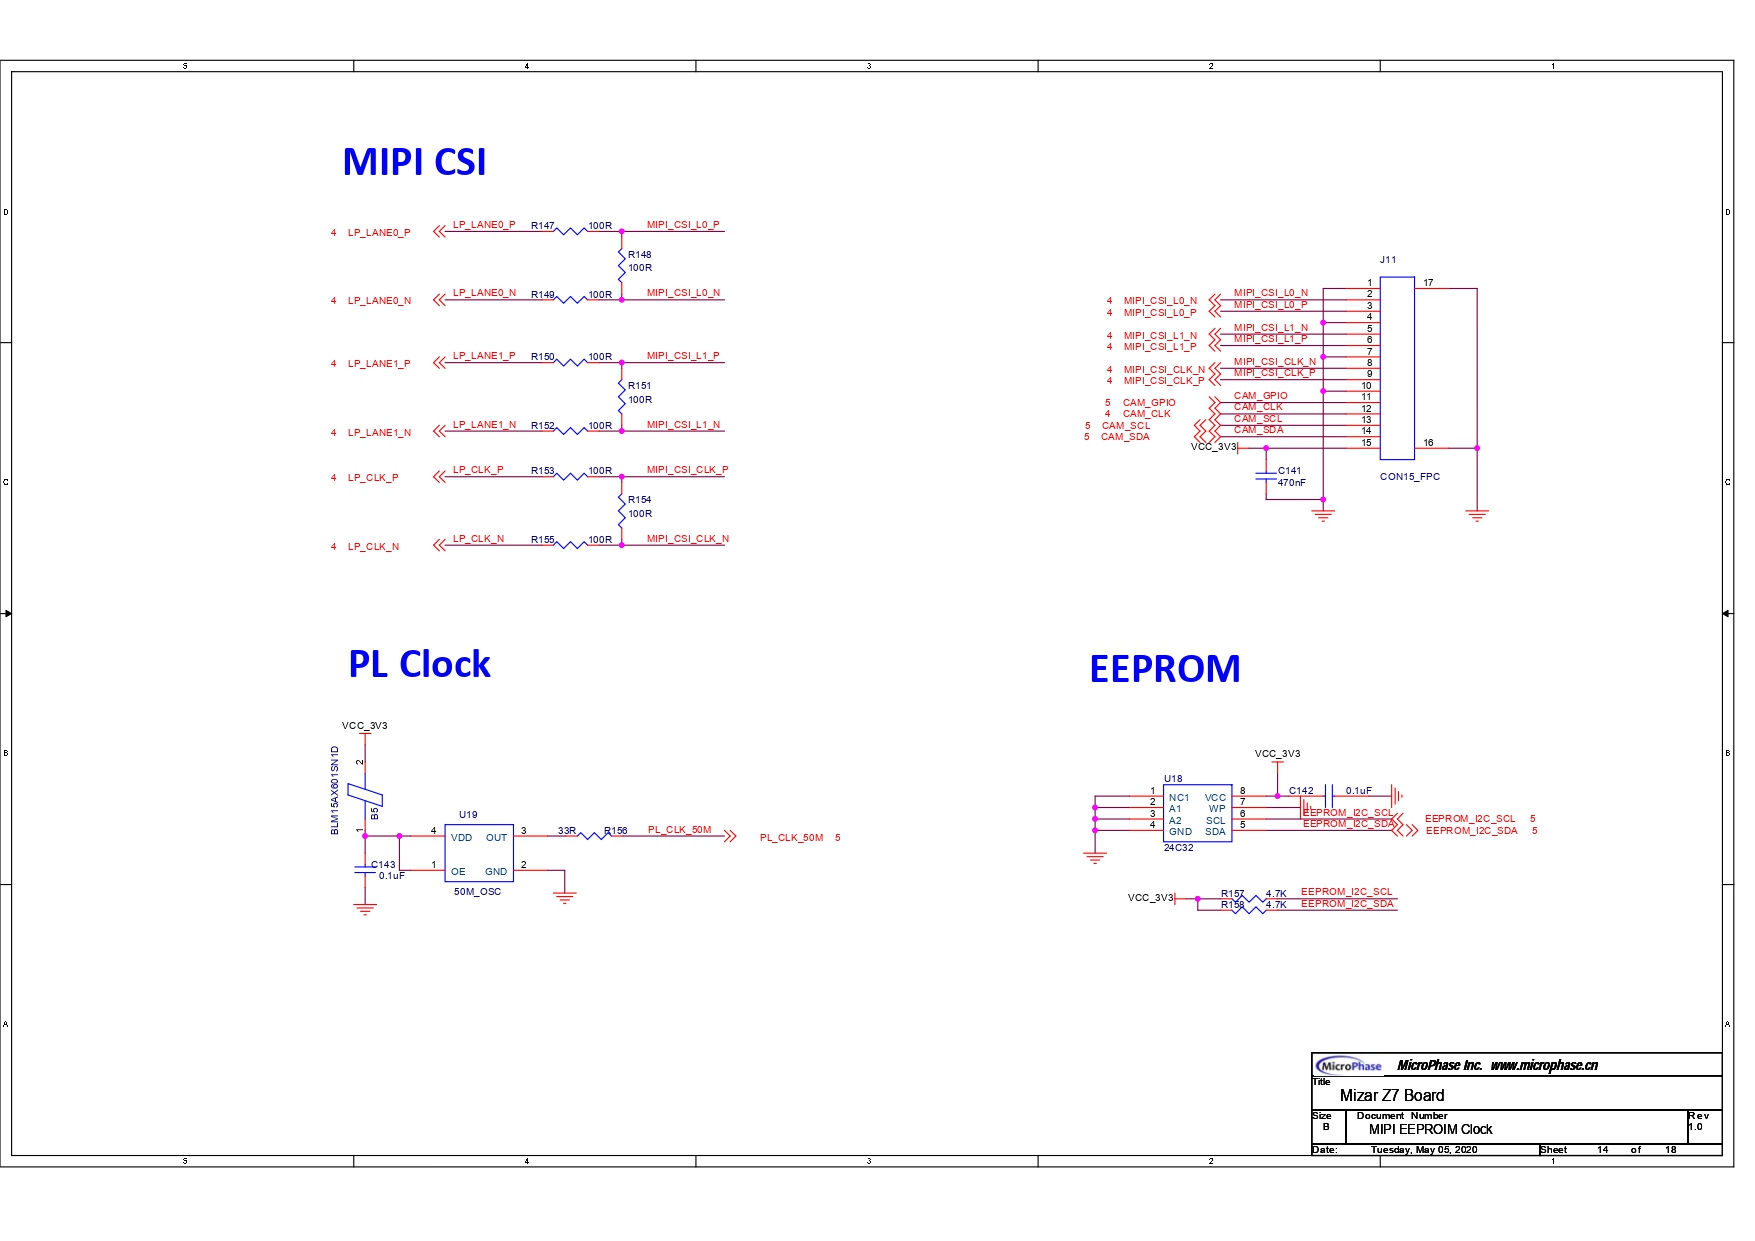 5 4 3 2 1
D D
C C
B B
A A
MIPI CSI
4 LP_LANE0_P LP_LANE0_P R147 100R MIPI_CSI_L0_P
R148
100R
4 LP_LANE0_N LP_LANE0_N R149 100R MIPI_CSI_L0_N
4 LP_LANE1_P LP_LANE1_P R150 100R MIPI_CSI_L1_P
R151
100R
4 LP_LANE1_N LP_LANE1_N R152 100R MIPI_CSI_L1_N
4 LP_CLK_P LP_CLK_P R153 100R MIPI_CSI_CLK_P
R154
100R
4 LP_CLK_N LP_CLK_N R155 100R MIPI_CSI_CLK_N
J11
1 17
4 MIPI_CSI_L0_N MIPI_CSI_L0_N 2
4 MIPI_CSI_L0_P MIPI_CSI_L0_P 3
4
4 MIPI_CSI_L1_N MIPI_CSI_L1_N 5
4 MIPI_CSI_L1_P MIPI_CSI_L1_P 6
7
4 MIPI_CSI_CLK_N MIPI_CSI_CLK_N 8
4 MIPI_CSI_CLK_P MIPI_CSI_CLK_P 9
10
5 CAM_GPIO CAM_GPIO 11
4 CAM_CLK CAM_CLK 12
5 CAM_SCL CAM_SCL 13
5 CAM_SDA CAM_SDA 14
VCC_3V3 15 16
C141
470nF
CON15_FPC
PL Clock
VCC_3V3
BLM15AX601SN1D
2
B5
1
U19
4 VDD OUT 3 33R R156 PL_CLK_50M PL_CLK_50M 5
C143
0.1uF
1 OE GND 2
50M_OSC
EEPROM
VCC_3V3
U18
1 NC1 VCC 8 C142 0.1uF
2 A1 WP 7
3 A2 SCL 6 EEPROM_I2C_SCL EEPROM_I2C_SCL 5
4 GND SDA 5 EEPROM_I2C_SDA EEPROM_I2C_SDA 5
24C32
VCC_3V3 R157 4.7K EEPROM_I2C_SCL
R158 4.7K EEPROM_I2C_SDA
MicroPhase MicroPhase Inc. www.microphase.cn
Title
Mizar Z7 Board
Size Document Number Rev
B MIPI EEPROIM Clock 1.0
Date: Tuesday, May 05, 2020 Sheet 14 of 18
5 4 3 2 1